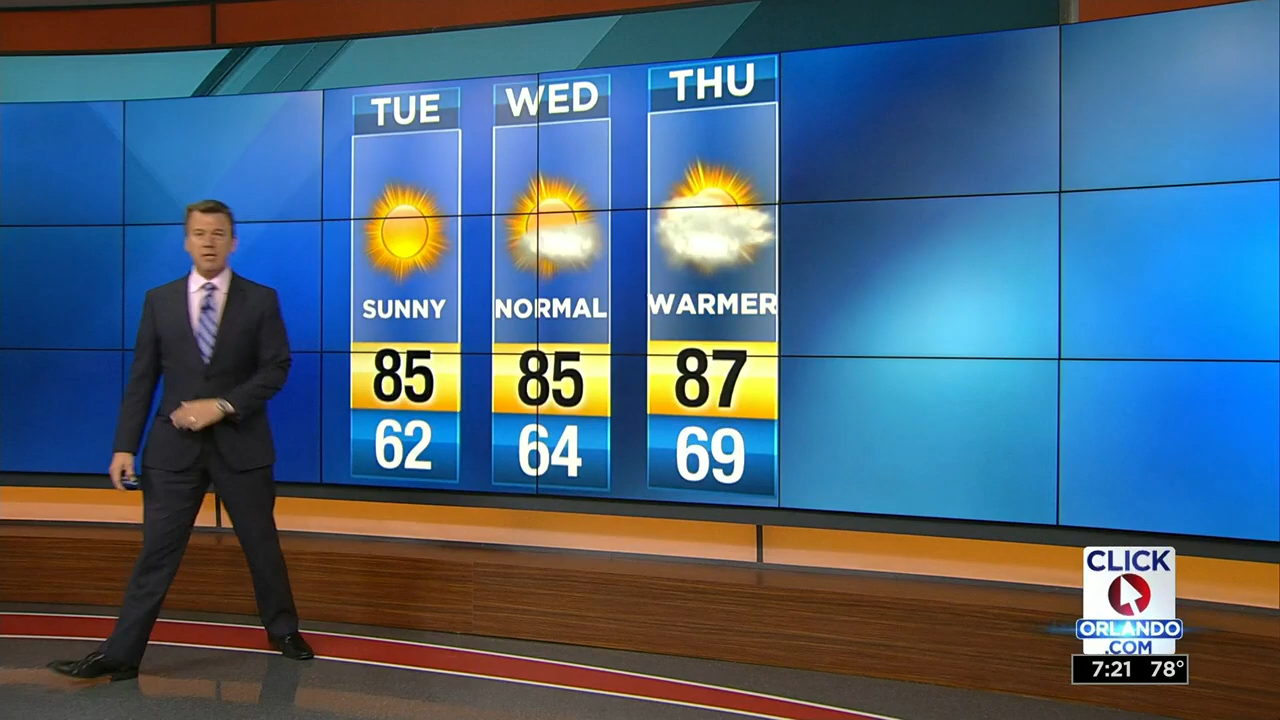 TUE
SUNNY
85
62
WED
NORMAL
85
64
THU
WARMER
87
69
CLICK
ORLANDO
.COM
7:21 78°